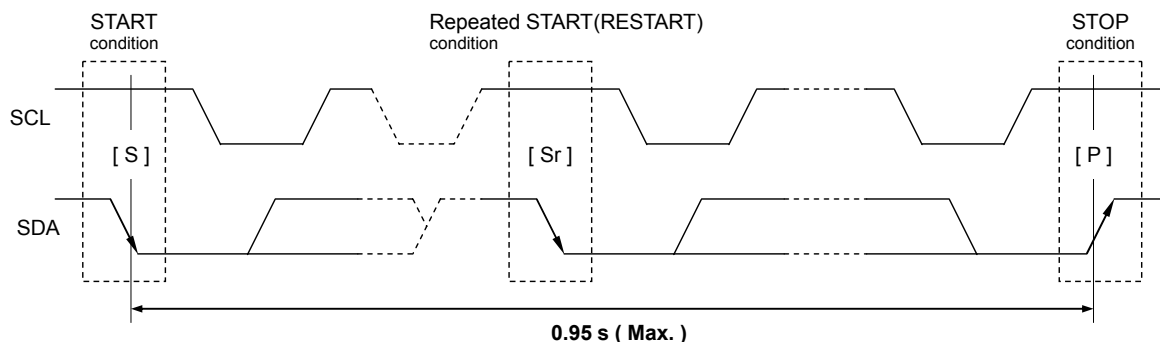 START
condition
Repeated START(RESTART)
condition
STOP
condition
SCL
[ S ]
[ Sr ]
[ P ]
SDA
0.95 s ( Max. )